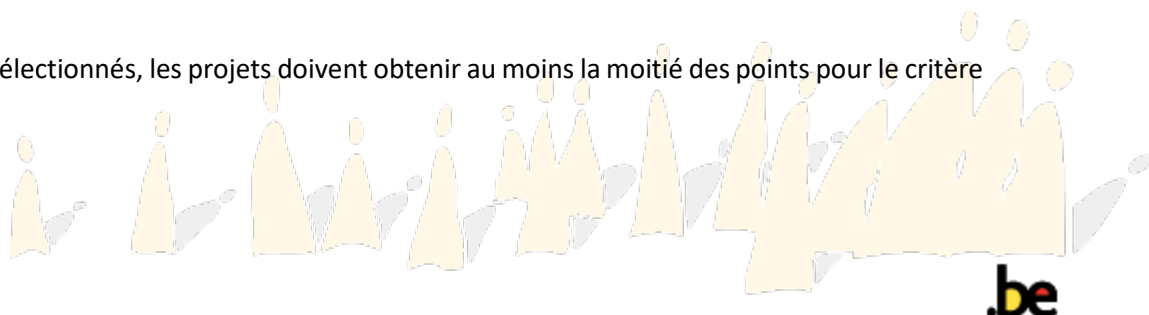 électionnés, les projets doivent obtenir au moins la moitié des points pour le critère
.be